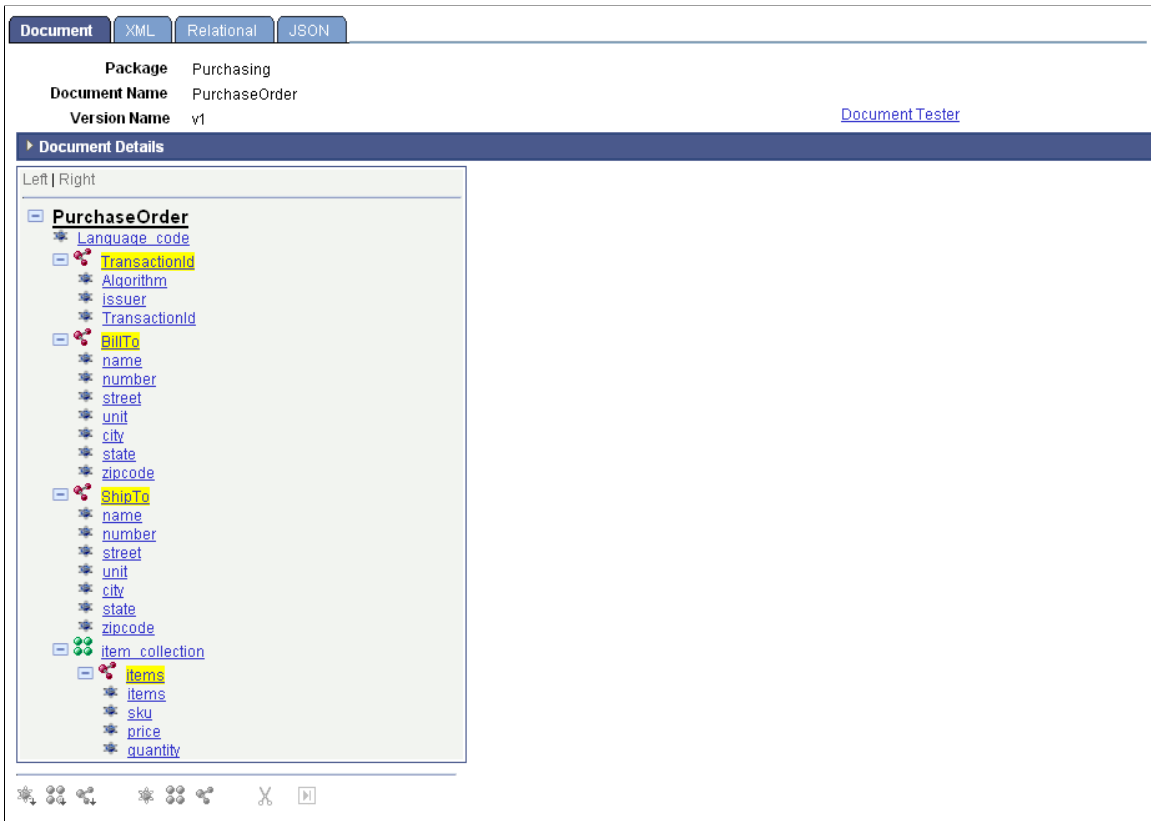 Document XML Relational JSON
Package Purchasing
Document Name PurchaseOrder
Version Name v1
Document Tester
Document Details
Left | Right
PurchaseOrder
Language_code
TransactionId
Algorithm
issuer
TransactionId
BillTo
name
number
street
unit
city
state
zipcode
ShipTo
name
number
street
unit
city
state
zipcode
item_collection
items
items
sku
price
quantity